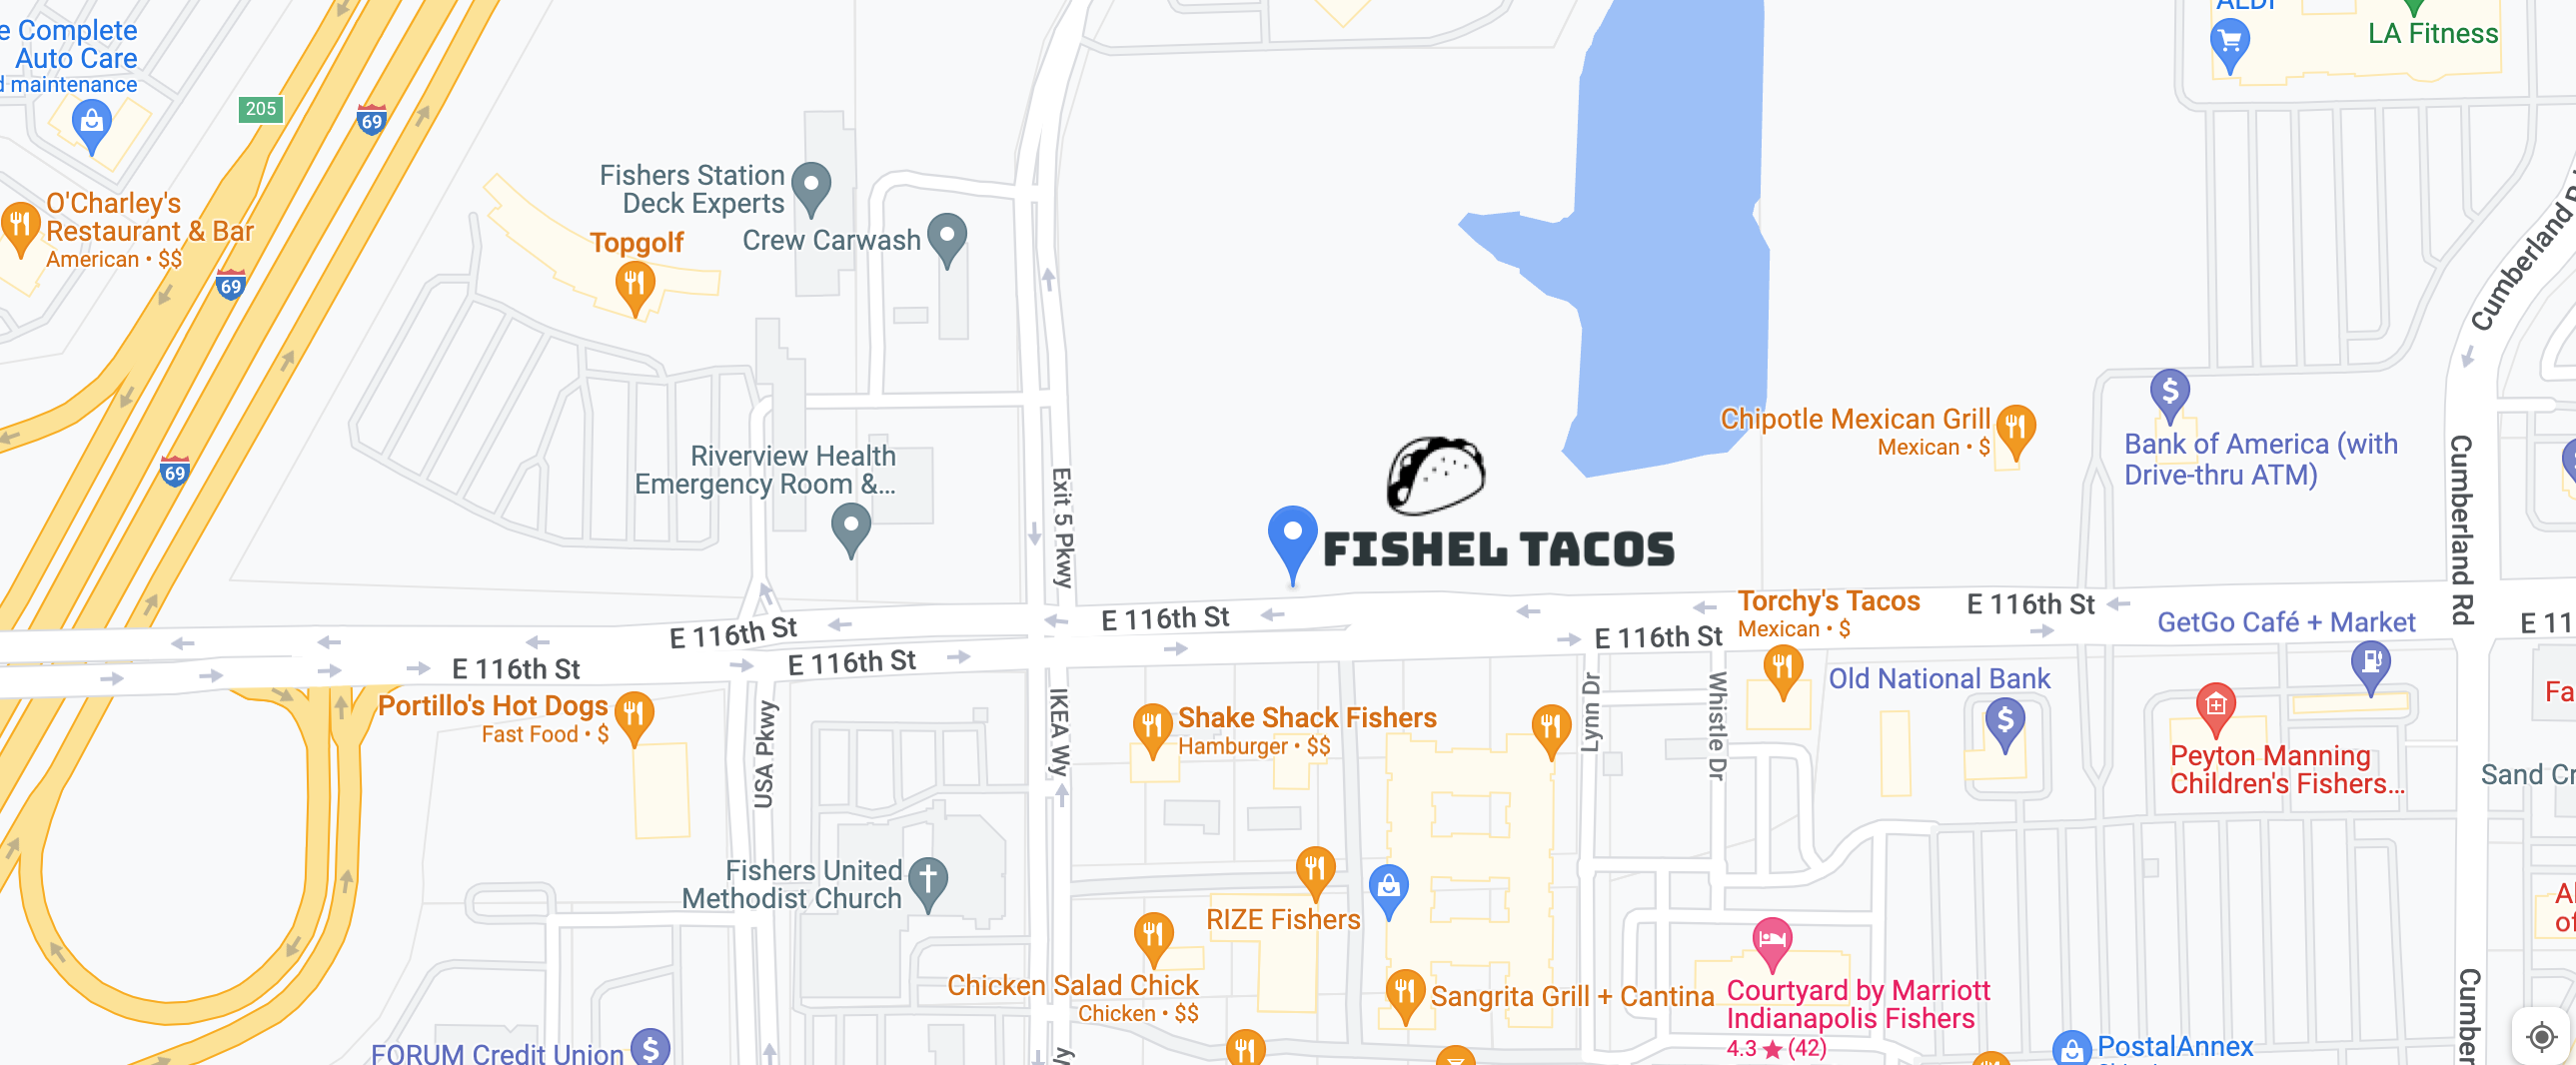 e Complete
Auto Care
d maintenance
205
69
ALDI
LA Fitness
O'Charley's
Restaurant & Bar
American • $$
69
Fishers Station
Deck Experts
Topgolf
Crew Carwash
Cumberland R
69
Riverview Health
Emergency Room &...
Exit 5 Pkwy
FISHEL TACOS
Chipotle Mexican Grill
Mexican • $
Bank of America (with
Drive-thru ATM)
Cumberland Rd
E 116th St
E 116th St
E 116th St
E 116th St
E 116th St
E 116th St
E 11
Torchy's Tacos
Mexican • $
GetGo Café + Market
Portillo's Hot Dogs
Fast Food • $
USA Pkwy
IKEA Wy
Shake Shack Fishers
Hamburger • $$
Lynn Dr
Whistle Dr
Old National Bank
Peyton Manning
Children's Fishers...
Fa
Sand Cr
Fishers United
Methodist Church
RIZE Fishers
Chicken Salad Chick
Chicken • $$
Sangrita Grill + Cantina
Courtyard by Marriott
Indianapolis Fishers
4.3 ★ (42)
Al
of
Cumber
FORUM Credit Union
y
PostalAnnex